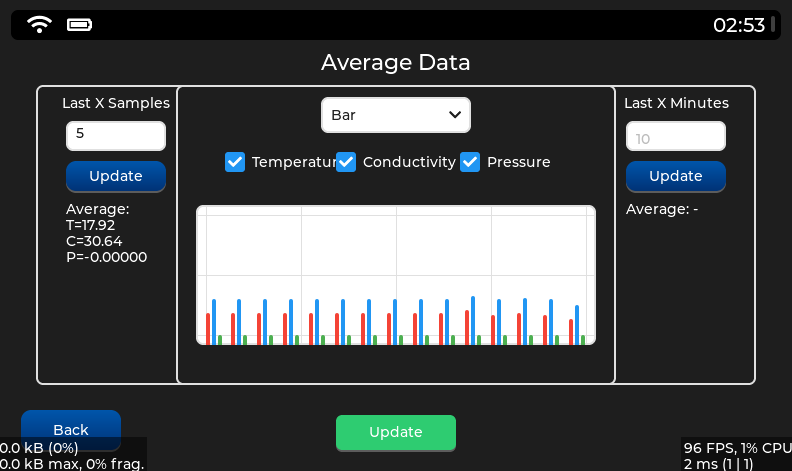 02:53
Average Data
Last X Samples
5
Update
Average:
T=17.92
C=30.64
P=-0.00000
Bar
Temperatur
Conductivity
Pressure
Last X Minutes
10
Update
Average: -
Back
Update
0.0 kB (0%)
0.0 kB max, 0% frag.
96 FPS, 1% CPU
2 ms (1 | 1)